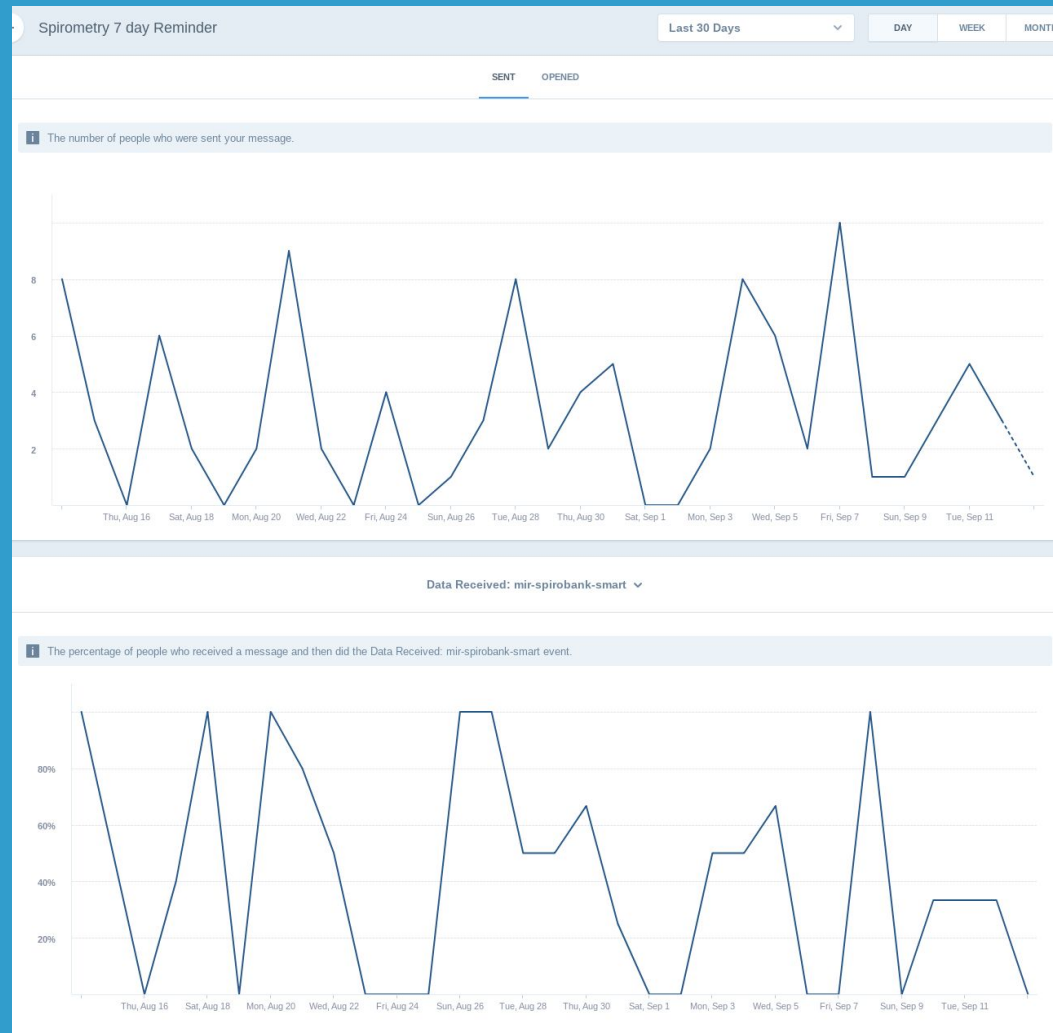 Spirometry 7 day Reminder
Last 30 Days
DAY WEEK
SENT OPENED
i The number of people who were sent your message.
8
6
4
2
Thu, Aug 16 Sat, Aug 18 Mon, Aug 20 Wed, Aug 22 Fri, Aug 24 Sun, Aug 26 Tue, Aug 28 Thu, Aug 30 Sat, Sep 1 Mon, Sep 3 Wed, Sep 5 Fri, Sep 7 Sun, Sep 9 Tue, Sep 11
Data Received: mir-spirobank-smart
i The percentage of people who received a message and then did the Data Received: mir-spirobank-smart event.
80%
60%
40%
20%
Thu, Aug 16 Sat, Aug 18 Mon, Aug 20 Wed, Aug 22 Fri, Aug 24 Sun, Aug 26 Tue, Aug 28 Thu, Aug 30 Sat, Sep 1 Mon, Sep 3 Wed, Sep 5 Fri, Sep 7 Sun, Sep 9 Tue, Sep 11